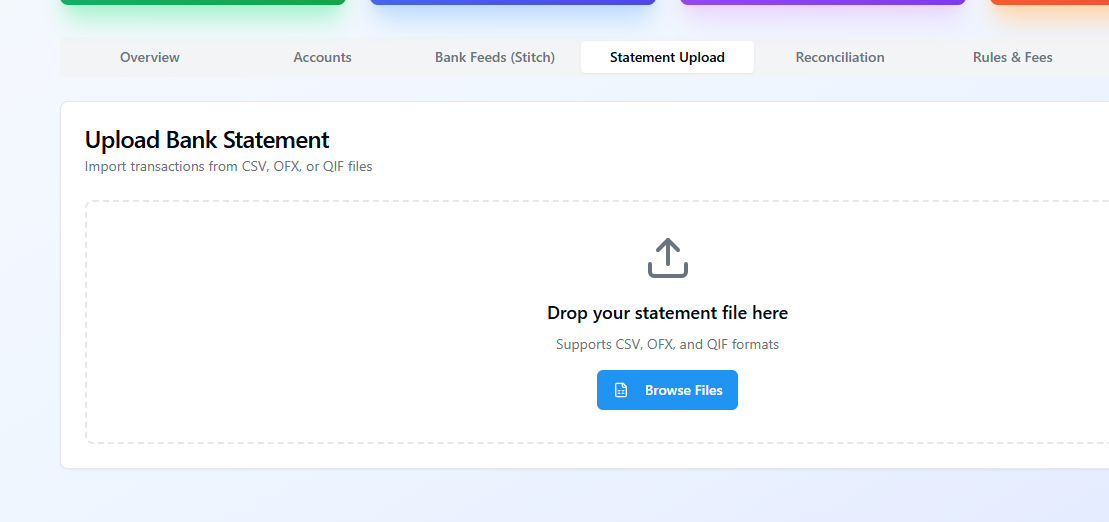 Overview
Accounts
Bank Feeds (Stitch)
Statement Upload
Reconciliation
Rules & Fees
Upload Bank Statement
Import transactions from CSV, OFX, or QIF files
Drop your statement file here
Supports CSV, OFX, and QIF formats
Browse Files